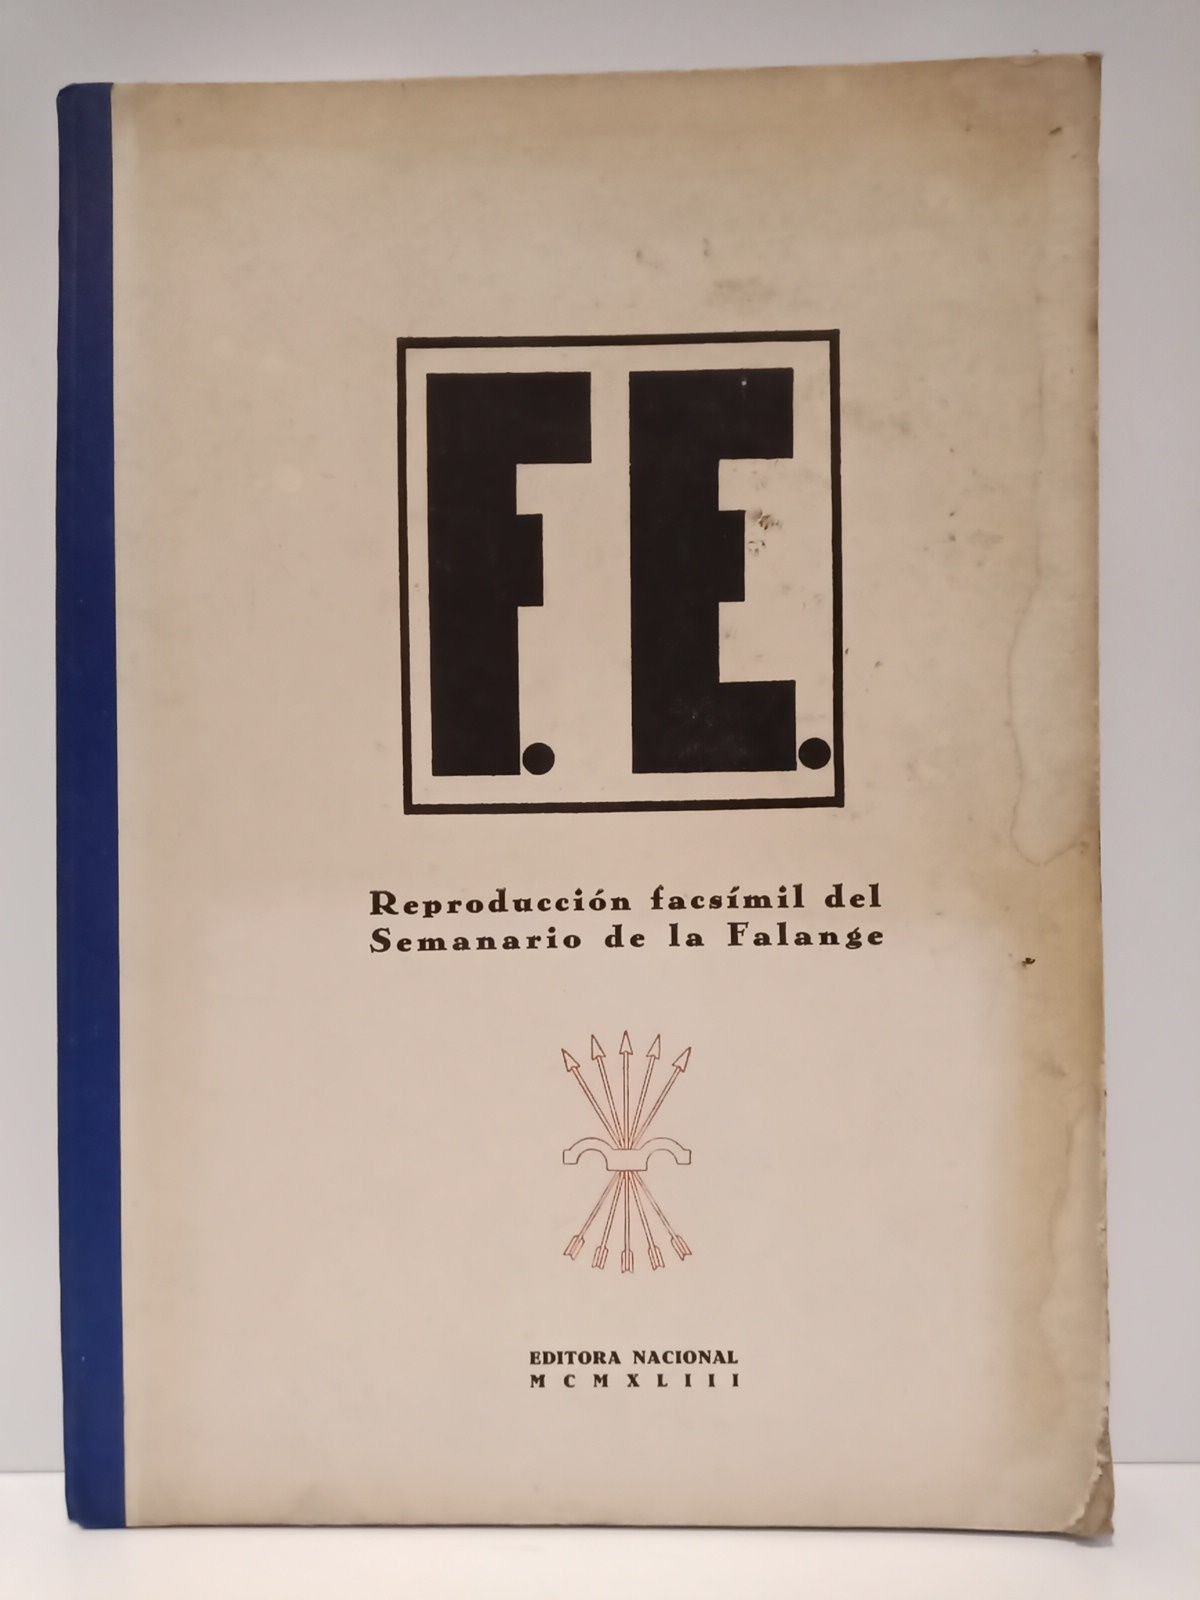 F.E.
Reproducción facsímil del
Semanario de la Falange
EDITORA NACIONAL
MCMXLIII